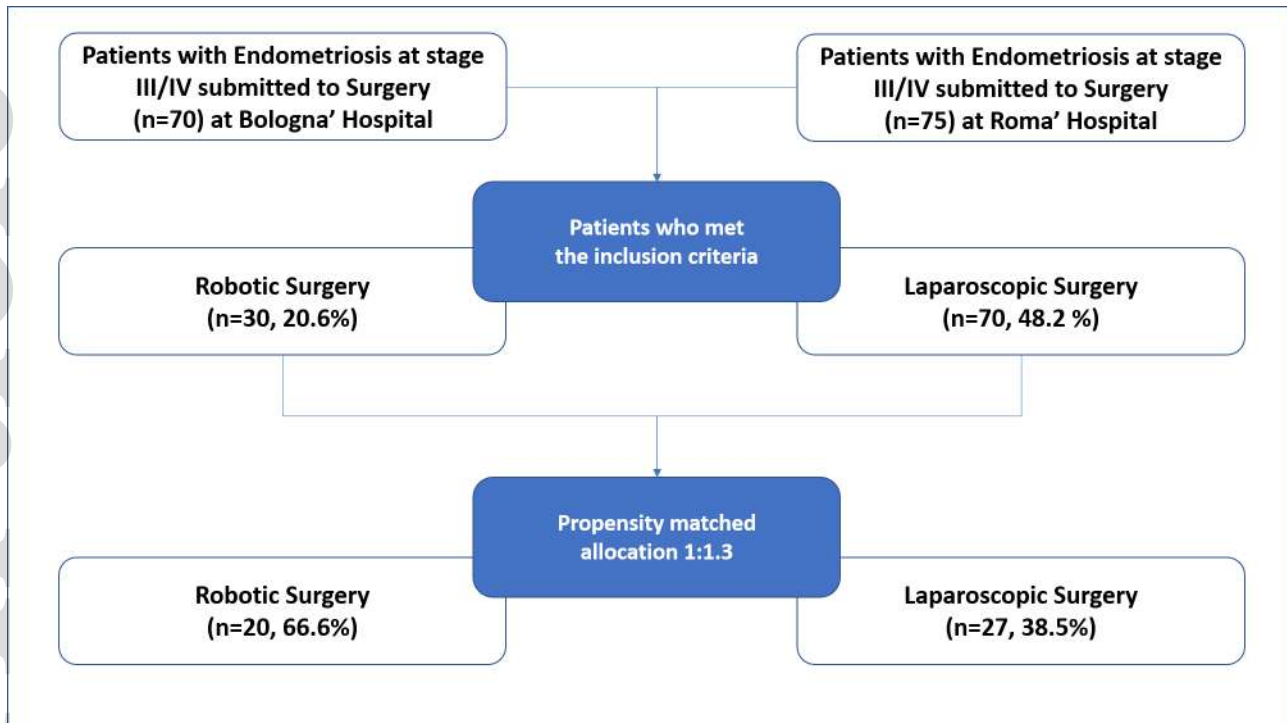 Patients with Endometriosis at stage
III/IV submitted to Surgery
(n=70) at Bologna’ Hospital
Patients with Endometriosis at stage
III/IV submitted to Surgery
(n=75) at Roma’ Hospital
Patients who met
the inclusion criteria
Robotic Surgery
(n=30, 20.6%)
Laparoscopic Surgery
(n=70, 48.2 %)
Propensity matched
allocation 1:1.3
Robotic Surgery
(n=20, 66.6%)
Laparoscopic Surgery
(n=27, 38.5%)